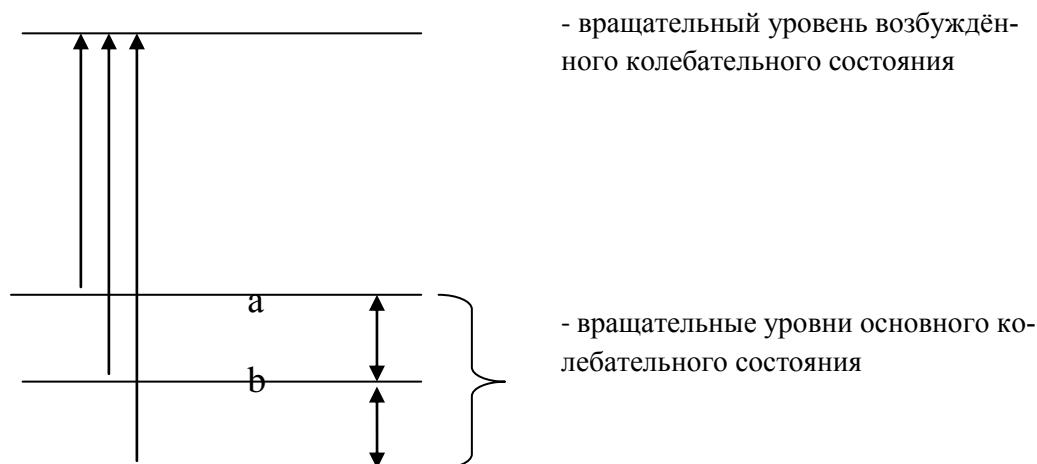 - вращательный уровень возбуждён-
ного колебательного состояния
a
- вращательные уровни основного ко-
лебательного состояния
b